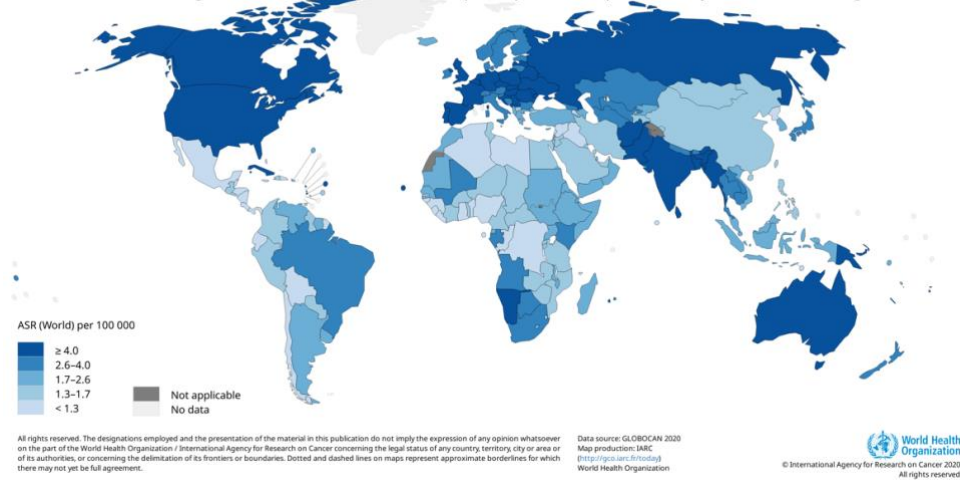 ASR (World) per 100 000
≥ 4.0
2.6–4.0
1.7–2.6
1.3–1.7
< 1.3
Not applicable
No data
All rights reserved. The designations employed and the presentation of the material in this publication do not imply the expression of any opinion whatsoever
on the part of the World Health Organization / International Agency for Research on Cancer concerning the legal status of any country, territory, city or area or
of its authorities, or concerning the delimitation of its frontiers or boundaries. Dotted and dashed lines on maps represent approximate borderlines for which
there may not yet be full agreement.
Data source: GLOBOCAN 2020
Map production: IARC
(http://gco.iarc.fr/today)
World Health Organization
World Health
Organization
© International Agency for Research on Cancer 2020
All rights reserved